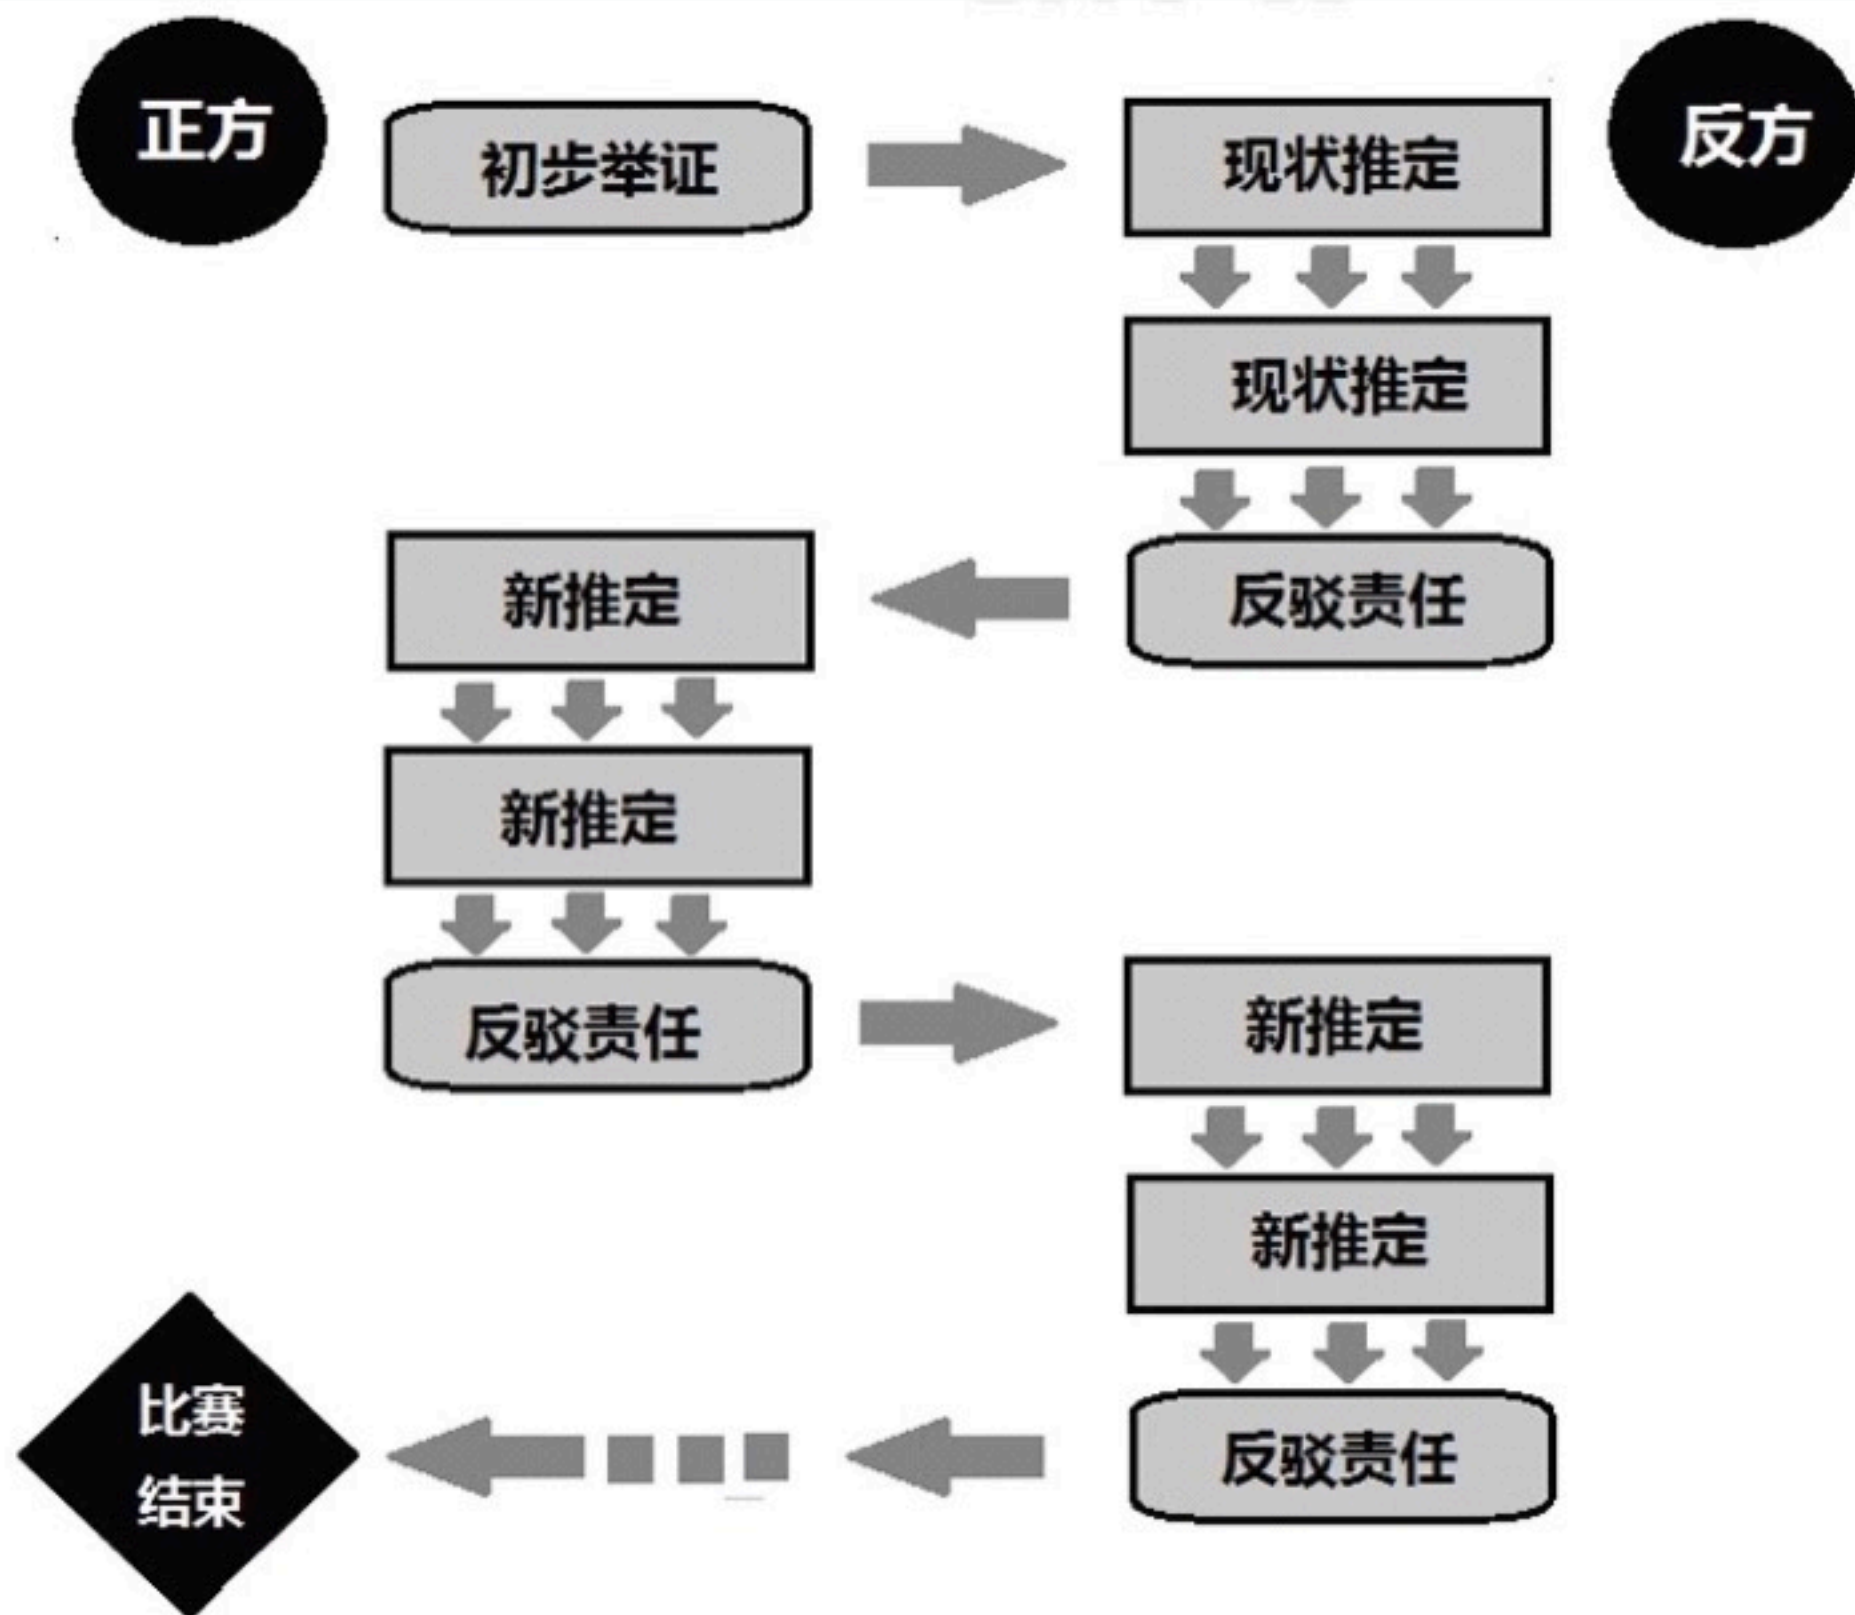 正方
初步举证
现状推定
反方
现状推定
新推定
反驳责任
新推定
反驳责任
新推定
新推定
比赛
结束
反驳责任